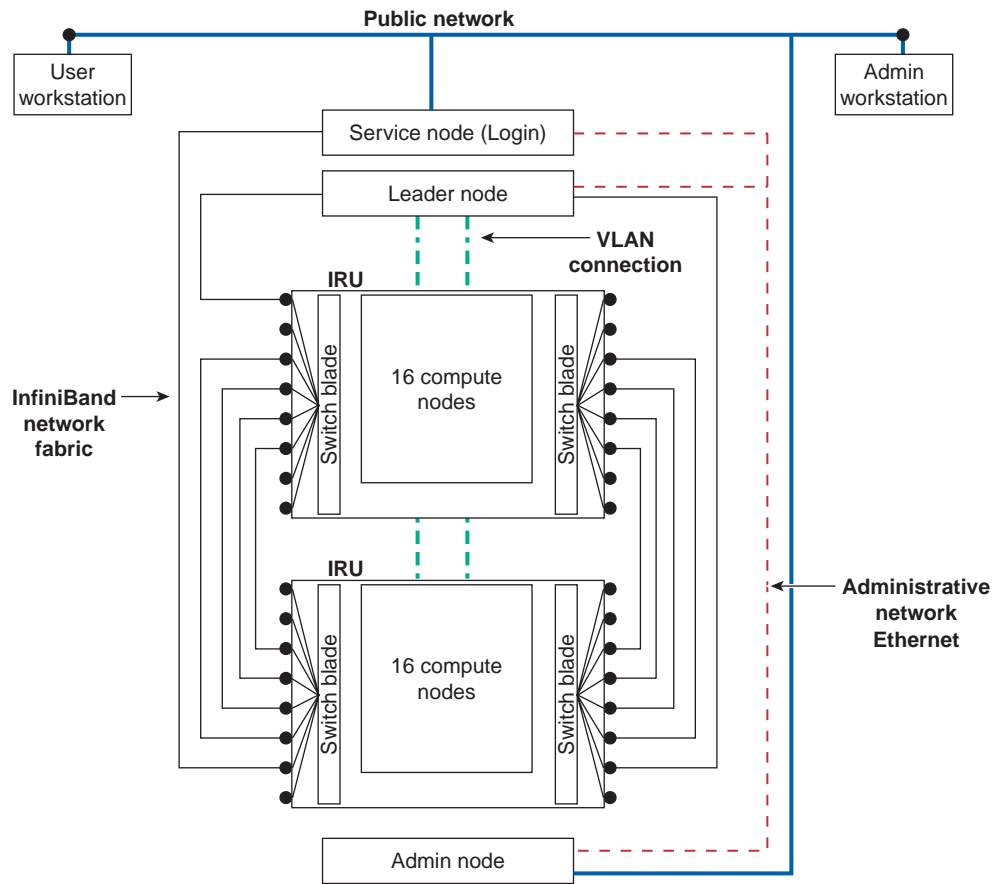 Public network
User
workstation
Admin
workstation
Service node (Login)
Leader node
VLAN
connection
IRU
Switch blade
16 compute
nodes
Switch blade
InfiniBand
network
fabric
IRU
Switch blade
16 compute
nodes
Switch blade
Administrative
network
Ethernet
Admin node